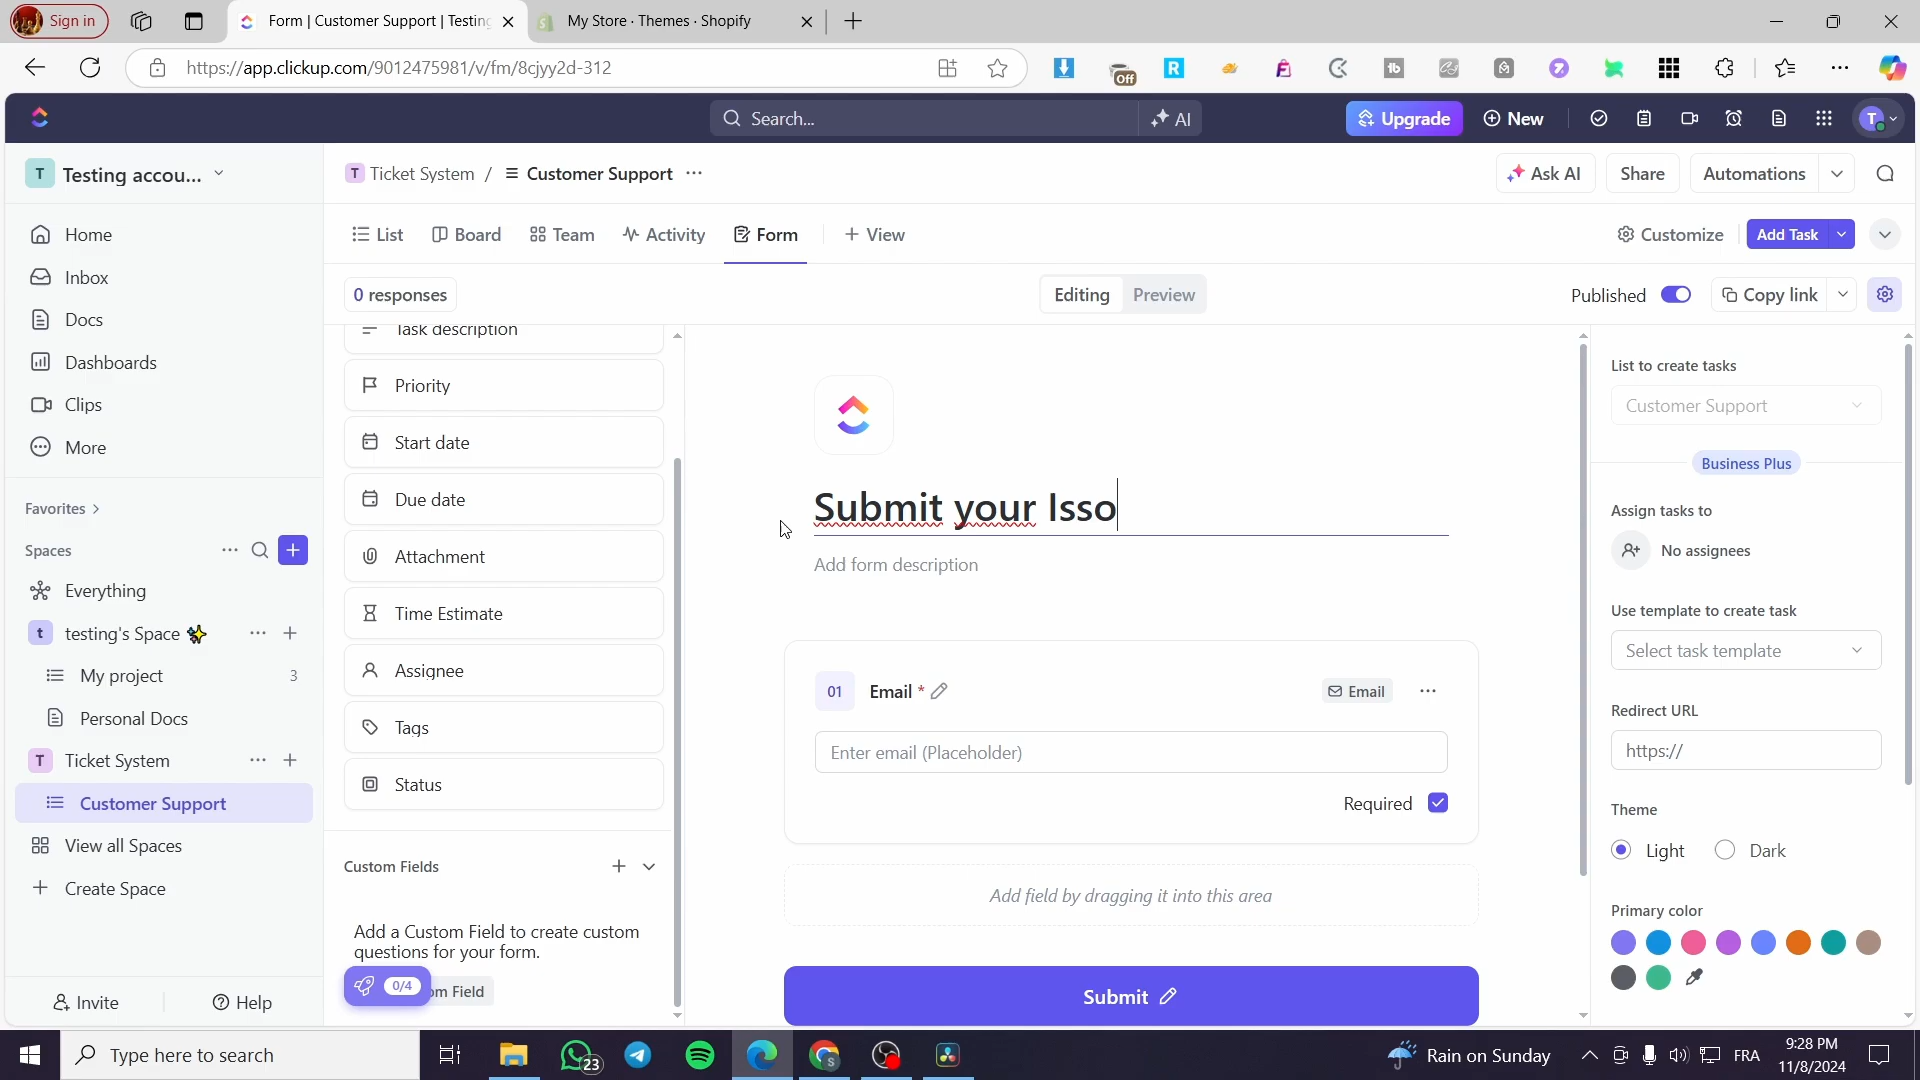 Sign in
Form | Customer Support | Testing
My Store · Themes · Shopify
https://app.clickup.com/9012475981/v/fm/8cjyy2d-312
Off
Search...
AI
Upgrade
New
T
T Testing accou...
T Ticket System / Customer Support
Ask AI
Share
Automations
Home
Inbox
Docs
Dashboards
Clips
More
Favorites
Spaces
Everything
t testing's Space
My project 3
Personal Docs
T Ticket System
Customer Support
View all Spaces
Create Space
Invite
Help
List
Board
Team
Activity
Form
View
Customize
Add Task
0 responses
Editing
Preview
Published
Copy link
Task description
Priority
Start date
Due date
Attachment
Time Estimate
Assignee
Tags
Status
Custom Fields
Add a Custom Field to create custom
questions for your form.
0/4
om Field
Submit your Isso
Add form description
01 Email *
Email
Enter email (Placeholder)
Required
Add field by dragging it into this area
Submit
List to create tasks
Customer Support
Business Plus
Assign tasks to
No assignees
Use template to create task
Select task template
Redirect URL
https://
Theme
Light
Dark
Primary color
Type here to search
23
Rain on Sunday
FRA
9:28 PM
11/8/2024